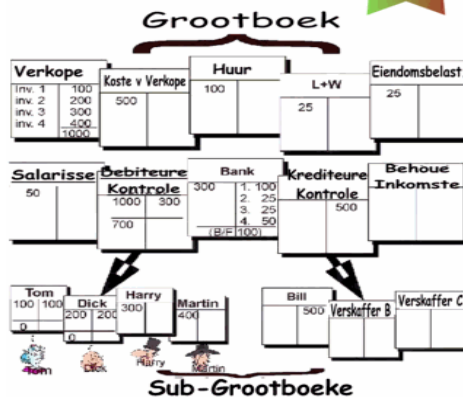 Grootboek
Verkope
inv. 1 100
inv. 2 200
inv. 3 300
inv. 4 400
1000
Koste v Verkope
500
Huur
100
L+W
25
Eiendomsbelast
25
Salarisse
50
Debiteure
Kontrole
1000 300
700
Bank
300 1. 100
2. 25
3. 25
4. 50
(B/F 100)
Krediteure
Kontrole
500
Behoue
Inkomste
Tom
100 100
0
Dick
200 200
0
Harry
300
Martin
400
Bill
500
Verskaffer B
Verskaffer C
Tom
Dick
Harry
Martin
Sub-Grootboeke